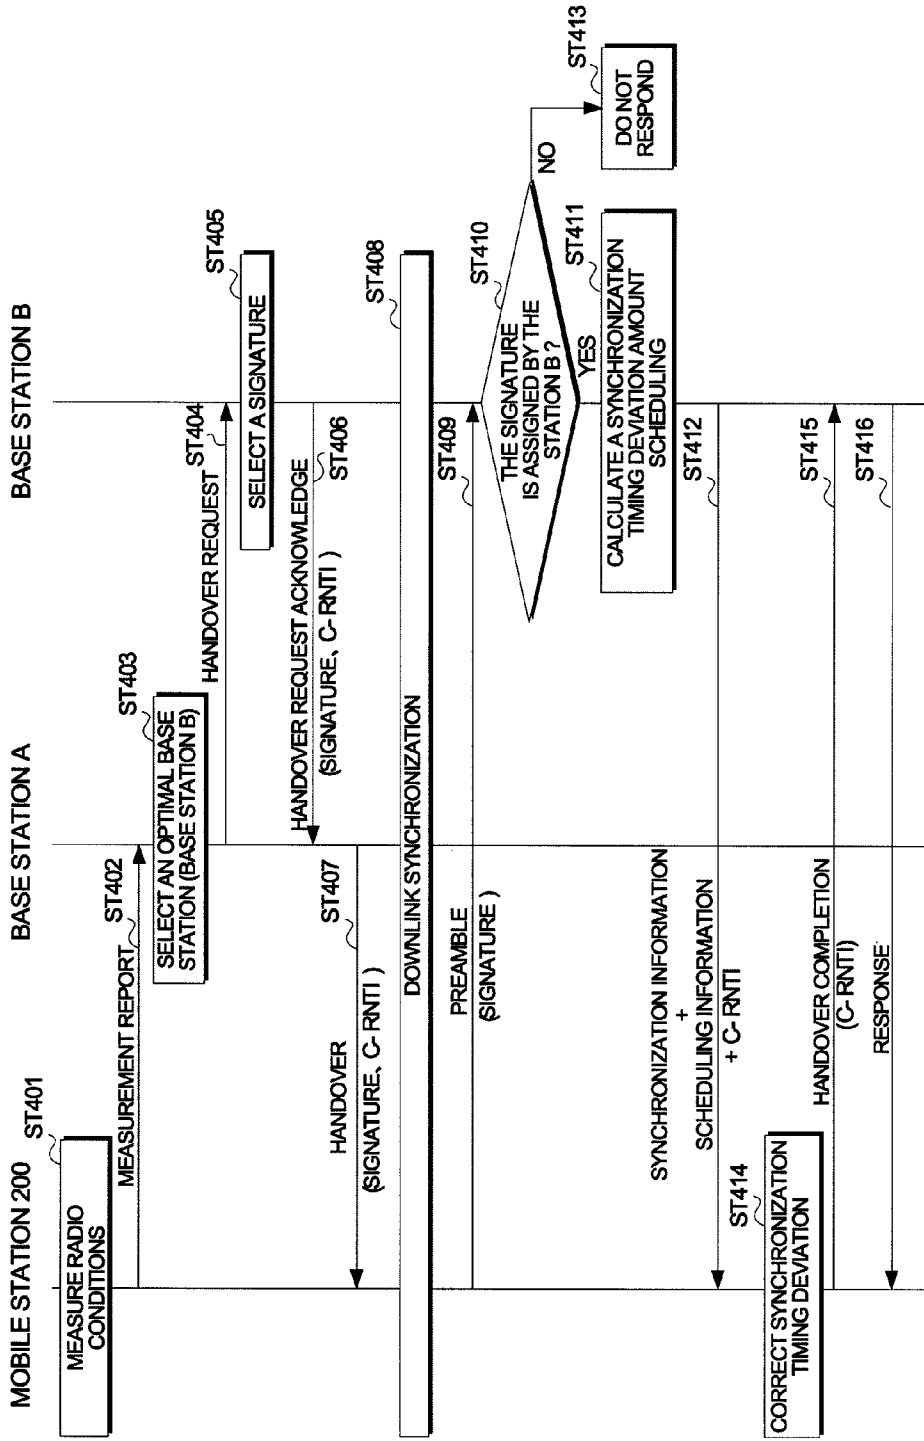 MOBILE STATION 200
BASE STATION A
BASE STATION B
ST401
MEASURE RADIO
CONDITIONS
MEASUREMENT REPORT
ST402
ST403
SELECT AN OPTIMAL BASE
STATION (BASE STATION B)
HANDOVER REQUEST
ST404
ST405
SELECT A SIGNATURE
HANDOVER REQUEST ACKNOWLEDGE
(SIGNATURE、C- RNTI )
ST406
HANDOVER
(SIGNATURE、C- RNTI )
ST407
DOWNLINK SYNCHRONIZATION
ST408
PREAMBLE
(SIGNATURE )
ST409
ST410
THE SIGNATURE
IS ASSIGNED BY THE
STATION B ?
NO
ST413
DO NOT
RESPOND
YES
ST411
CALCULATE A SYNCHRONIZATION
TIMING DEVIATION AMOUNT
SCHEDULING
SYNCHRONIZATION INFORMATION
+
SCHEDULING INFORMATION
+ C- RNTI
ST412
ST414
CORRECT SYNCHRONIZATION
TIMING DEVIATION
HANDOVER COMPLETION
(C- RNTI )
ST415
RESPONSE
ST416